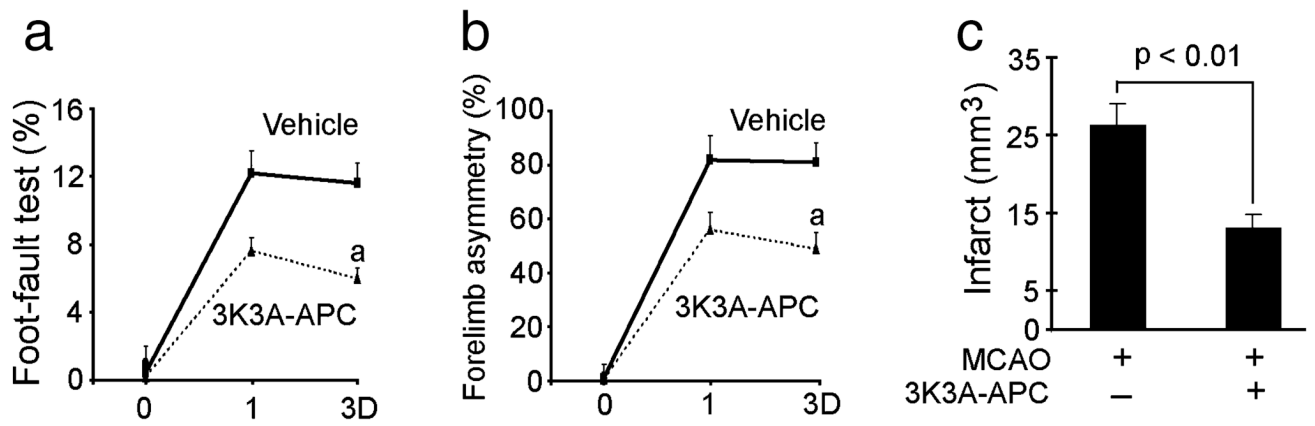 a
Foot-fault test (%)
16
12
8
4
0
Vehicle
a
3K3A-APC
0 1 3D
b
Forelimb asymmetry (%)
100
80
60
40
20
0
Vehicle
a
3K3A-APC
0 1 3D
c
Infarct (mm³)
35
25
15
5
0
p < 0.01
MCAO + +
3K3A-APC – +